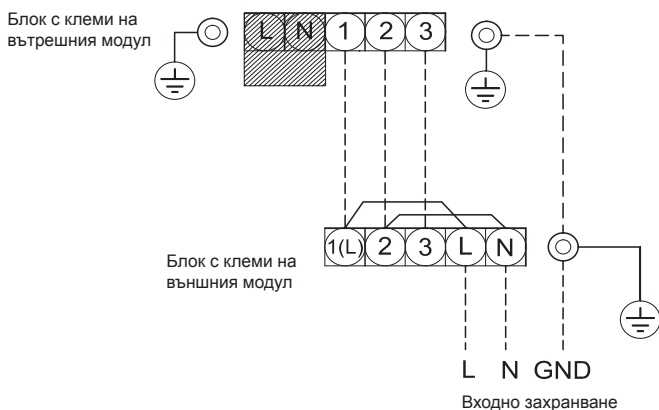 Блок с клеми на
вътрешния модул
L N 1 2 3
Блок с клеми на
външния модул
1(L) 2 3 L N
L N GND
Входно захранване